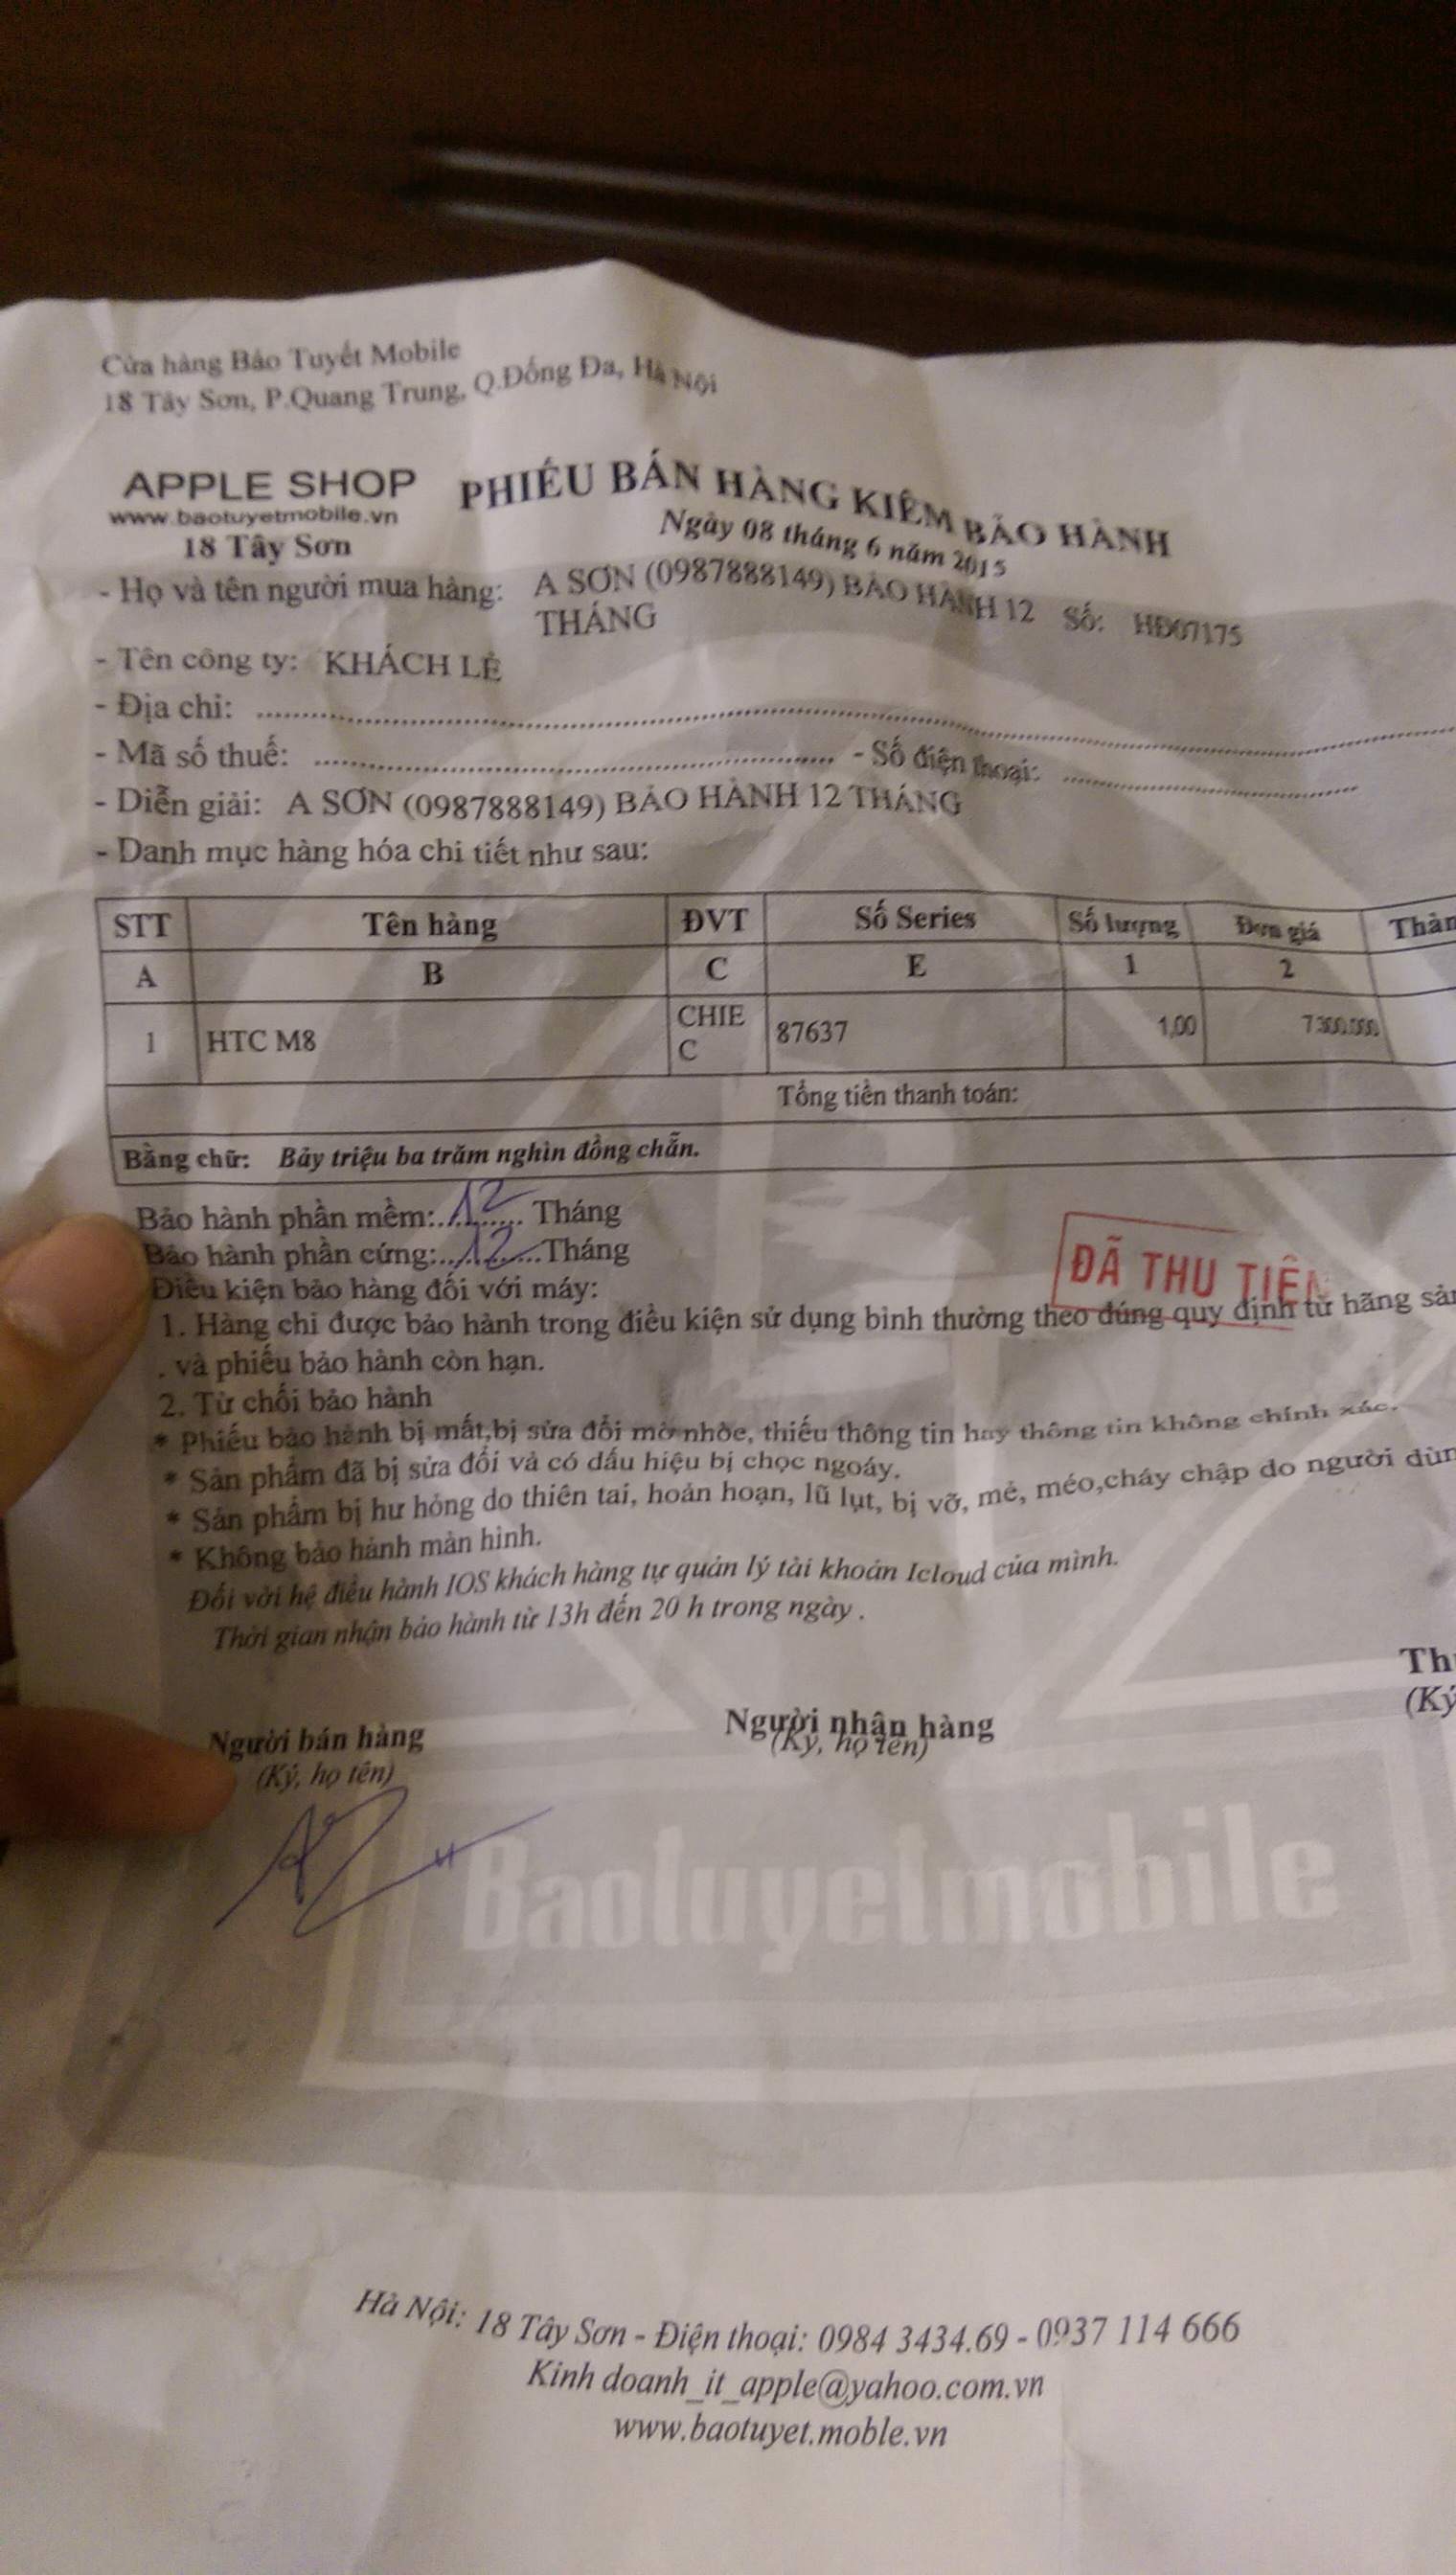 Cửa hàng Bảo Tuyết Mobile
18 Tây Sơn, P.Quang Trung, Q.Đống Đa, Hà Nội
APPLE SHOP
www.baotuyetmobile.vn
18 Tây Sơn
PHIẾU BÁN HÀNG KIÊM BẢO HÀNH
Ngày 08 tháng 6 năm 2015
- Họ và tên người mua hàng: A SƠN (0987888149) BẢO HÀNH 12 THÁNG Số: HĐ07175
- Tên công ty: KHÁCH LẺ
- Địa chỉ:
- Mã số thuế: - Số điện thoại:
- Diễn giải: A SƠN (0987888149) BẢO HÀNH 12 THÁNG
- Danh mục hàng hóa chi tiết như sau:
STT Tên hàng ĐVT Số Series Số lượng Đơn giá Thàn
A B C E 1 2
1 HTC M8 CHIEC 87637 1,00 7.300.000
Tổng tiền thanh toán:
Bằng chữ: Bảy triệu ba trăm nghìn đồng chẵn.
Bảo hành phần mềm:.12.. Tháng
Bảo hành phần cứng:..12..Tháng
ĐÃ THU TIỀN
Điều kiện bảo hàng đối với máy:
1. Hàng chỉ được bảo hành trong điều kiện sử dụng bình thường theo đúng quy định từ hãng sản
. và phiếu bảo hành còn hạn.
2. Từ chối bảo hành
* Phiếu bảo hành bị mất,bị sửa đổi mờ nhòe, thiếu thông tin hay thông tin không chính xác.
* Sản phẩm đã bị sửa đổi và có dấu hiệu bị chọc ngoáy.
* Sản phẩm bị hư hỏng do thiên tai, hoản hoạn, lũ lụt, bị vỡ, mẻ, méo,cháy chập do người dùn
* Không bảo hành màn hình.
Đối với hệ điều hành IOS khách hàng tự quản lý tài khoản Icloud của mình.
Thời gian nhận bảo hành từ 13h đến 20 h trong ngày .
Người bán hàng
(Ký, họ tên)
Người nhận hàng
(Ký, họ tên)
Th
(Ký
Baotuyetmobile
Hà Nội: 18 Tây Sơn - Điện thoại: 0984 3434.69 - 0937 114 666
Kinh doanh_it_apple@yahoo.com.vn
www.baotuyet.moble.vn